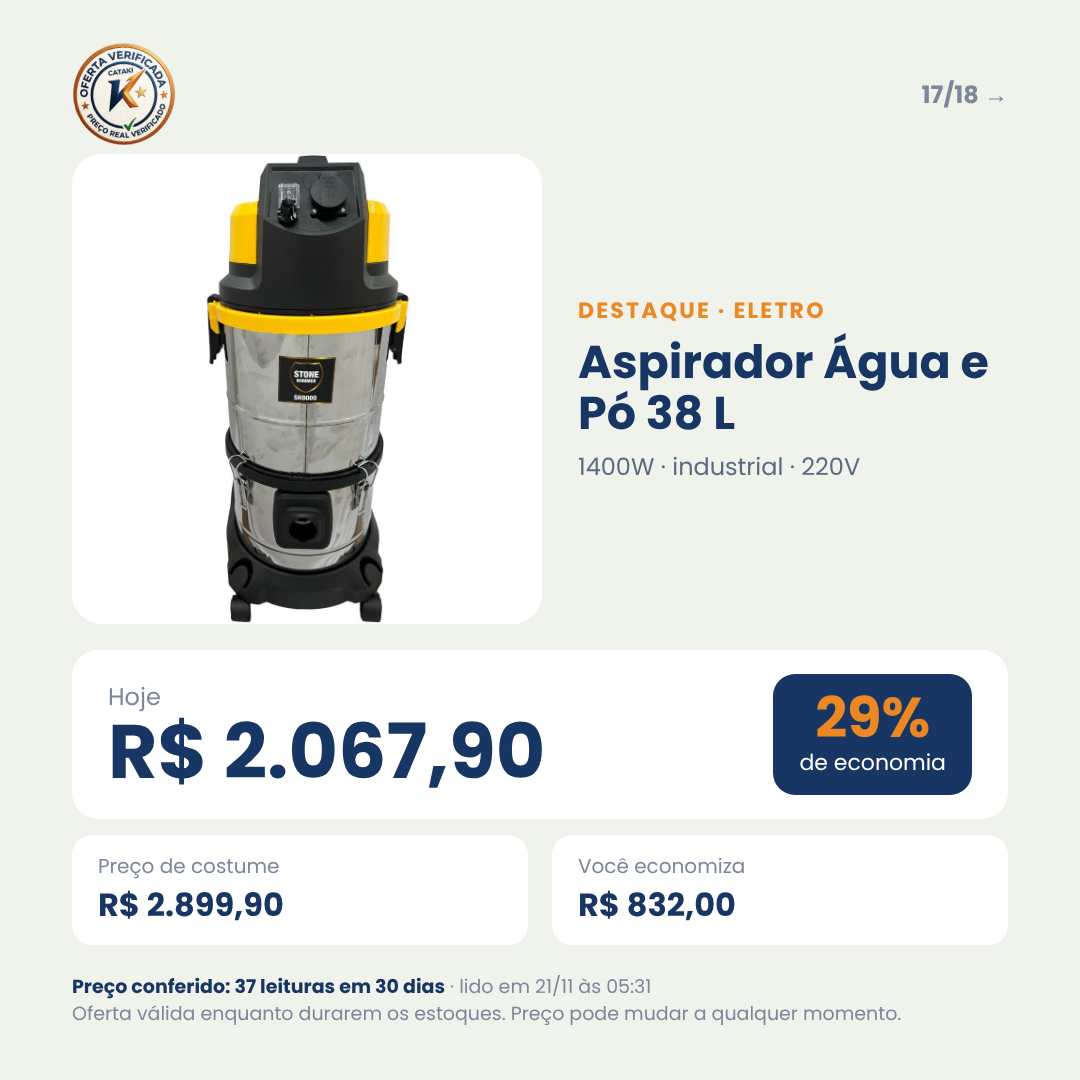 OFERTA VERIFICADA
CATAKI
K
PREÇO REAL VERIFICADO
17/18 →
STONE
HAMMER
DESTAQUE · ELETRO
Aspirador Água e
Pó 38 L
1400W · industrial · 220V
Hoje
R$ 2.067,90
29%
de economia
Preço de costume
R$ 2.899,90
Você economiza
R$ 832,00
Preço conferido: 37 leituras em 30 dias · lido em 21/11 às 05:31
Oferta válida enquanto durarem os estoques. Preço pode mudar a qualquer momento.